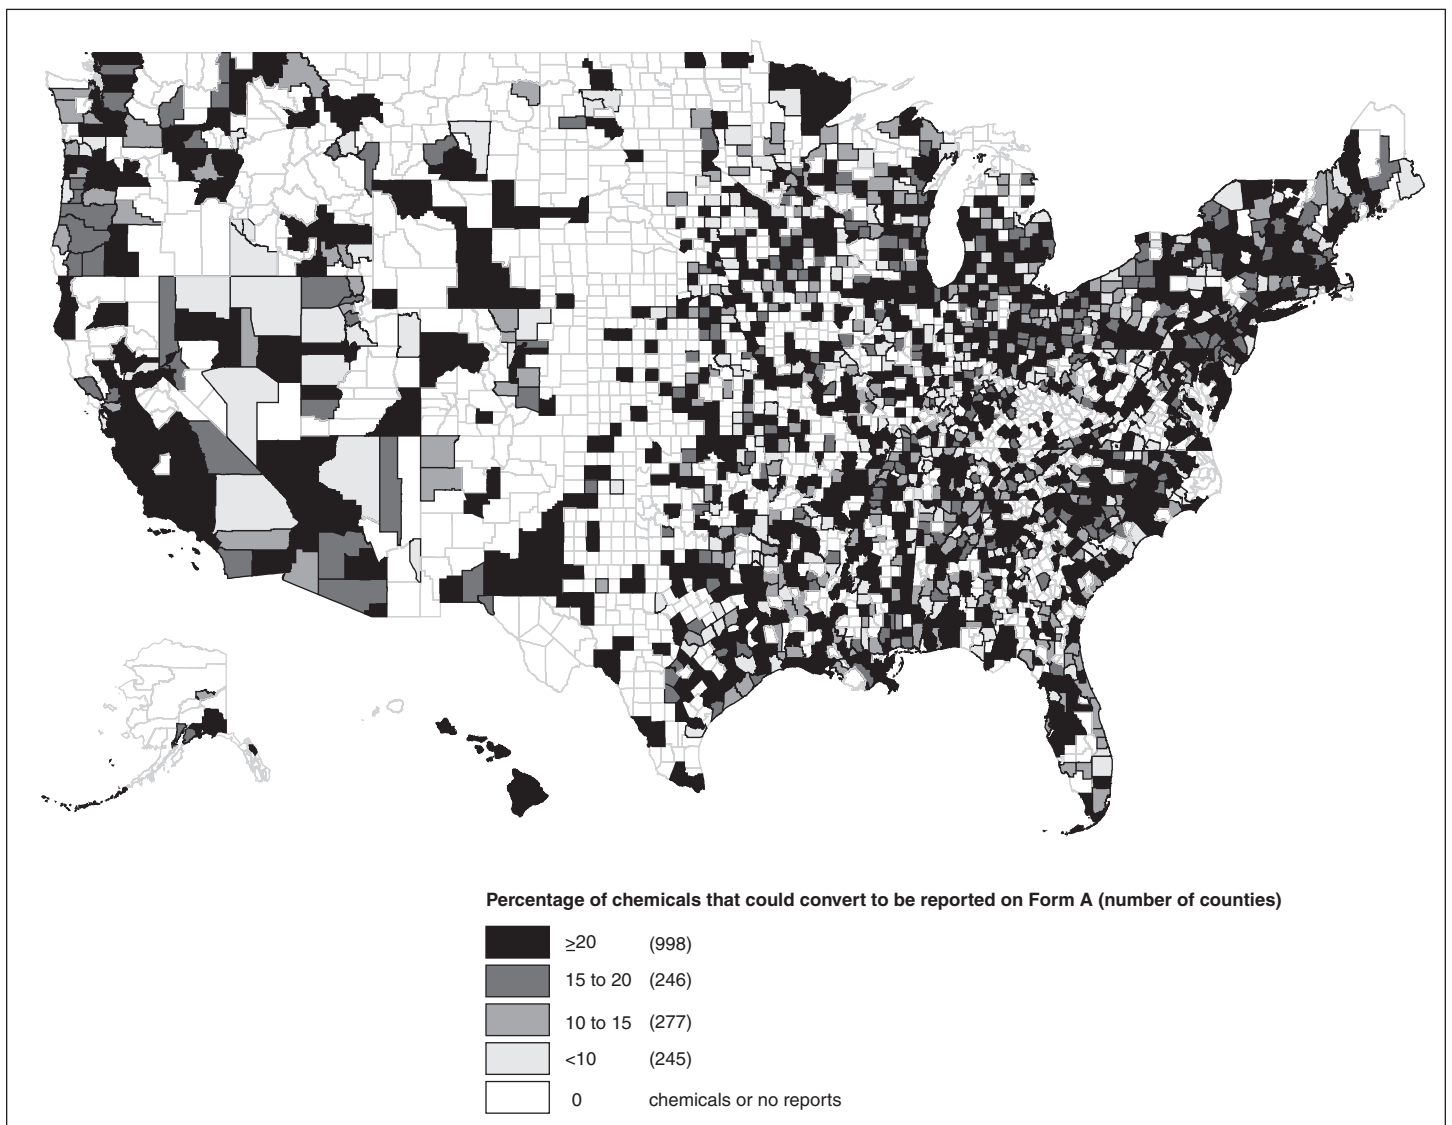 Percentage of chemicals that could convert to be reported on Form A (number of counties)
≥20 (998)
15 to 20 (246)
10 to 15 (277)
<10 (245)
0 chemicals or no reports